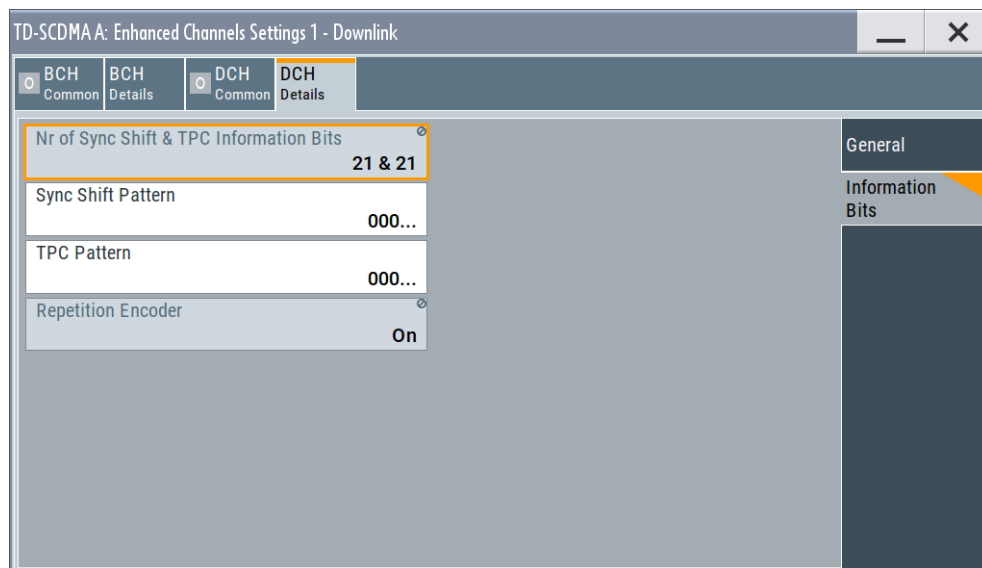 TD-SCDMA A: Enhanced Channels Settings 1 - Downlink
BCH
Common
BCH
Details
DCH
Common
DCH
Details
Nr of Sync Shift & TPC Information Bits
21 & 21
Sync Shift Pattern
000...
TPC Pattern
000...
Repetition Encoder
On
General
Information
Bits